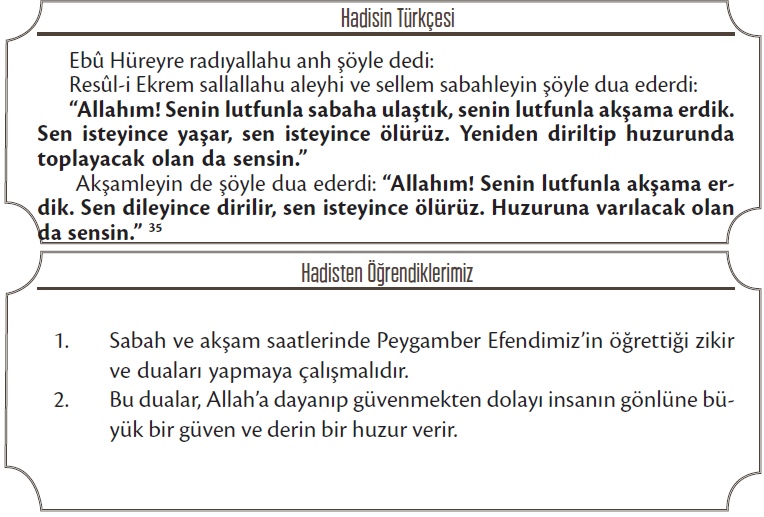 Hadisin Türkçesi
Ebû Hüreyre radıyallahu anh şöyle dedi:
Resûl-i Ekrem sallallahu aleyhi ve sellem sabahleyin şöyle dua ederdi:
“Allahım! Senin lutfunla sabaha ulaştık, senin lutfunla akşama erdik.
Sen isteyince yaşar, sen isteyince ölürüz. Yeniden diriltip huzurunda
toplayacak olan da sensin.”
Akşamleyin de şöyle dua ederdi: “Allahım! Senin lutfunla akşama er-
dik. Sen dileyince dirilir, sen isteyince ölürüz. Huzuruna varılacak olan
da sensin.” 35
Hadisten Öğrendiklerimiz
1. Sabah ve akşam saatlerinde Peygamber Efendimiz’in öğrettiği zikir
ve duaları yapmaya çalışmalıdır.
2. Bu dualar, Allah’a dayanıp güvenmekten dolayı insanın gönlüne bü-
yük bir güven ve derin bir huzur verir.